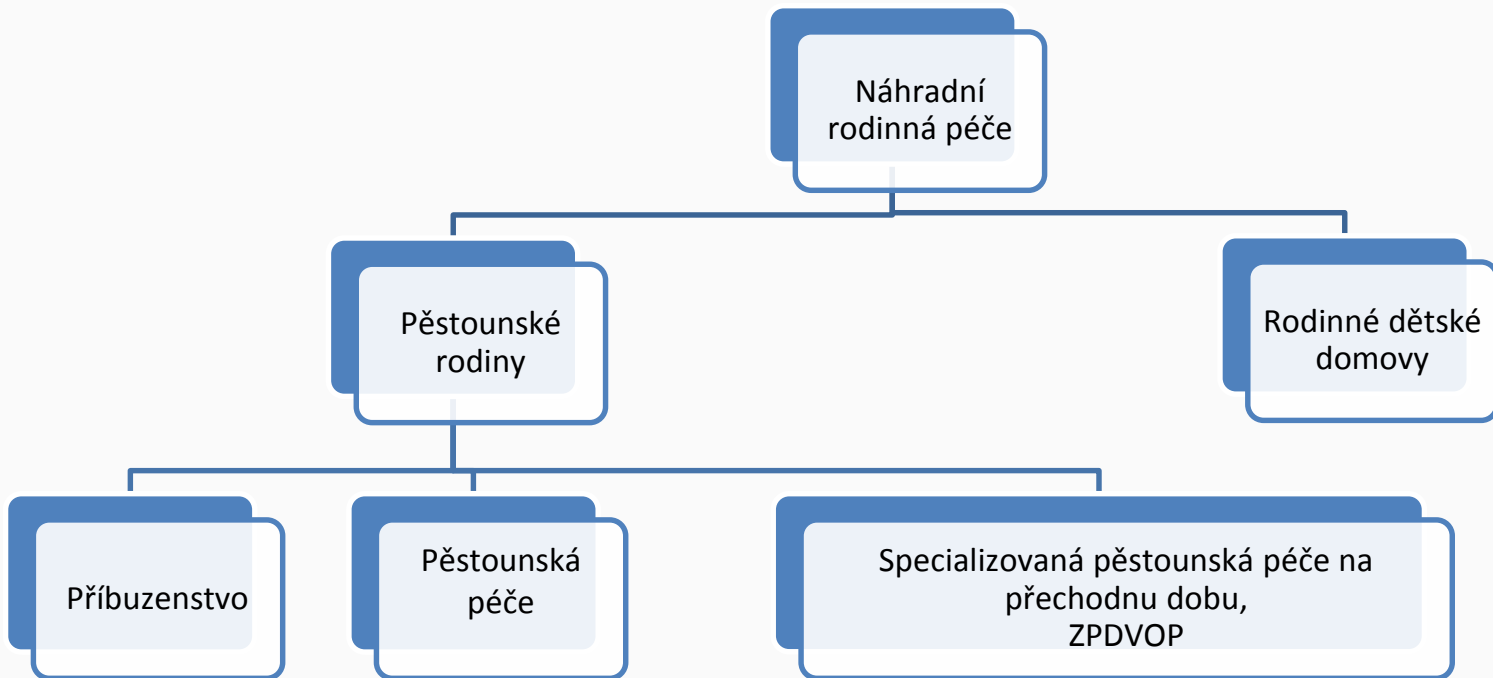 Náhradní
rodinná péče
Pěstounské
rodiny
Rodinné dětské
domovy
Příbuzenstvo
Pěstounská
péče
Specializovaná pěstounská péče na
přechodnu dobu,
ZPDVOP